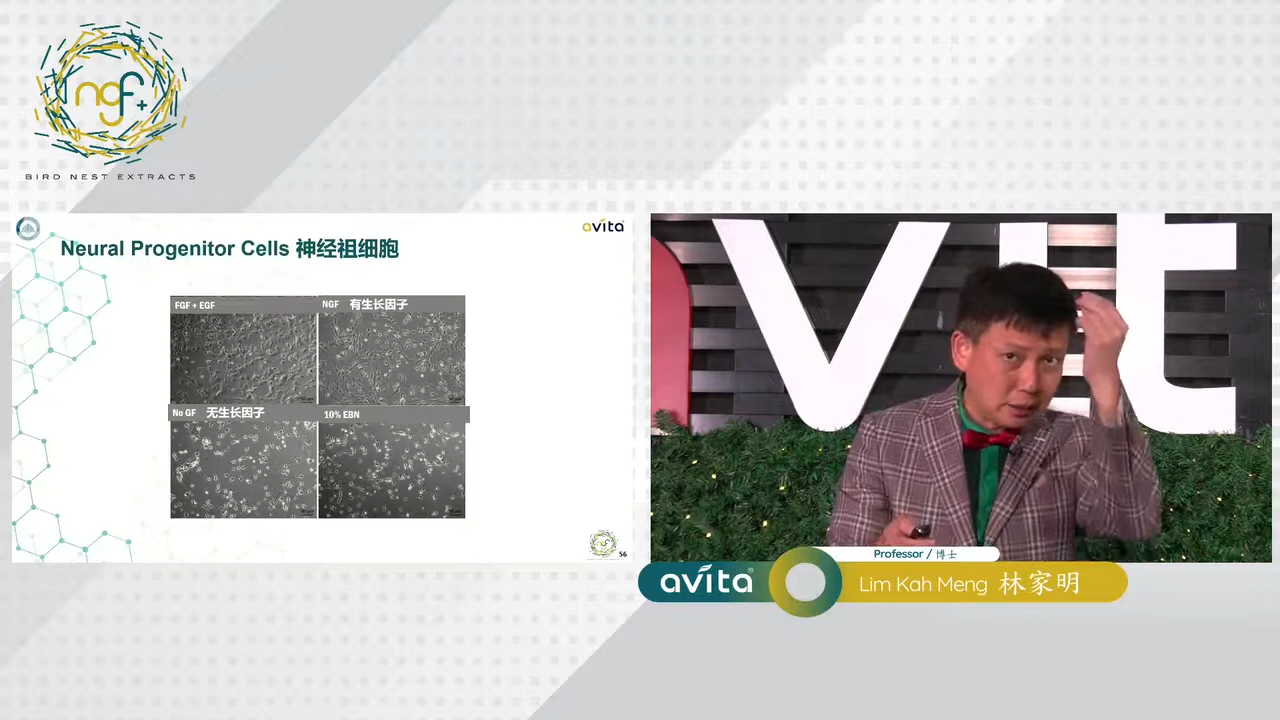 ngf+
BIRD NEST EXTRACTS
avita
Neural Progenitor Cells 神经祖细胞
FGF + EGF
NGF 有生长因子
No GF 无生长因子
10% EBN
ngf
56
VIT
Professor / 博士
avita®
Lim Kah Meng 林家明